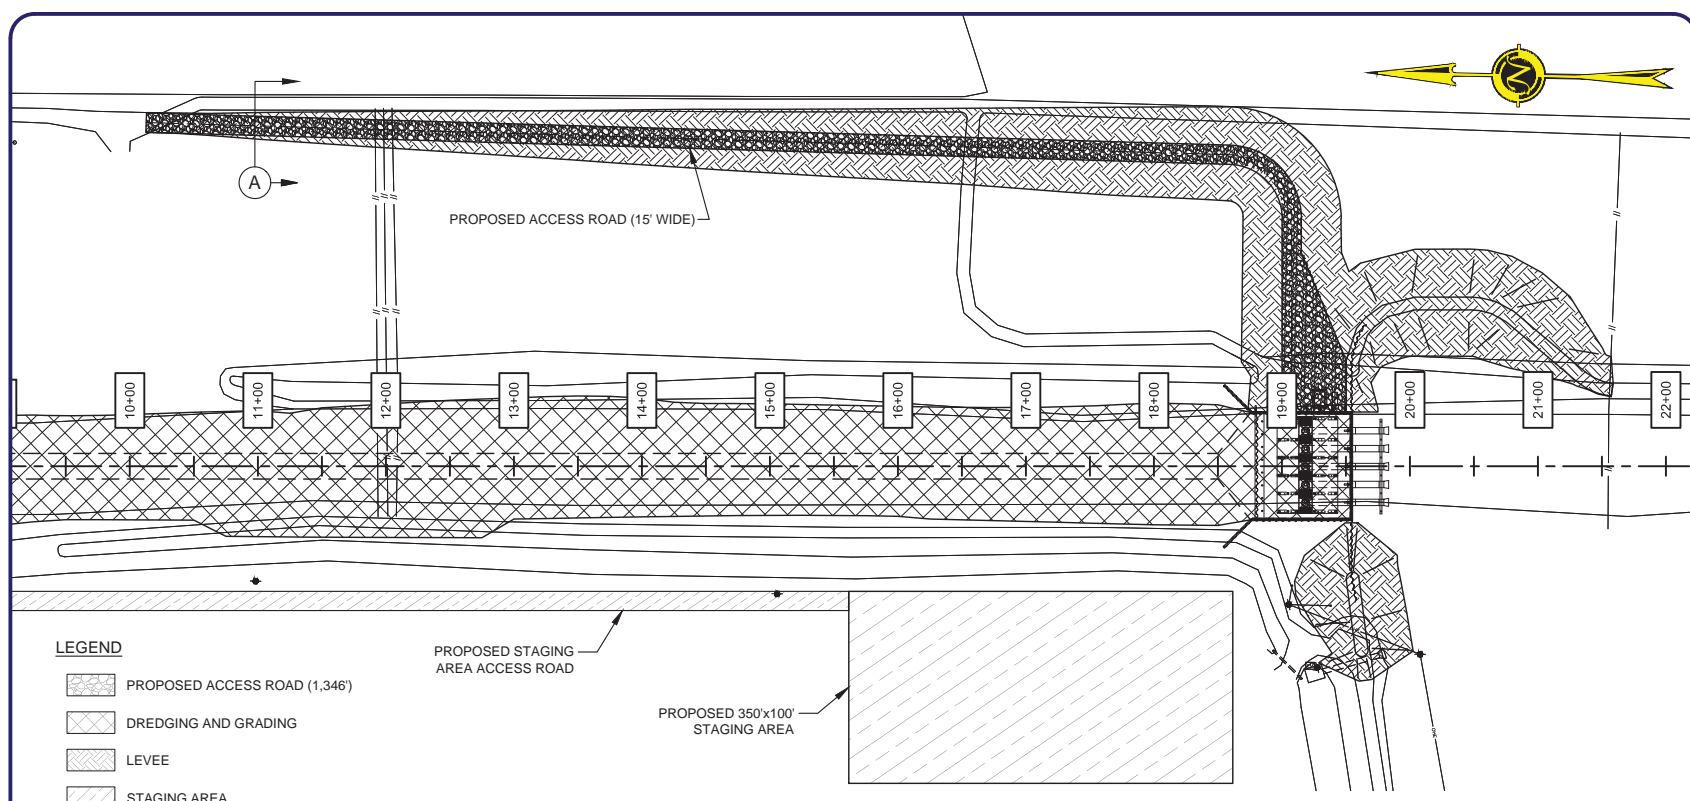 N
A
PROPOSED ACCESS ROAD (15' WIDE)
10+00
11+00
12+00
13+00
14+00
15+00
16+00
17+00
18+00
19+00
20+00
21+00
22+00
PROPOSED STAGING
AREA ACCESS ROAD
PROPOSED 350'x100'
STAGING AREA
LEGEND
PROPOSED ACCESS ROAD (1,346')
DREDGING AND GRADING
LEVEE
STAGING AREA